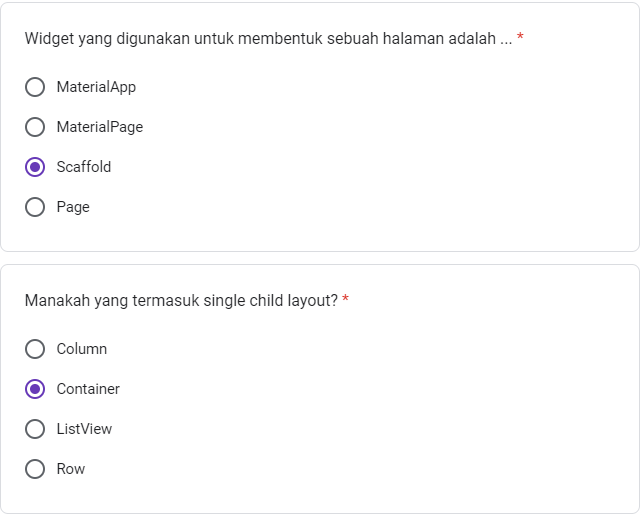 Widget yang digunakan untuk membentuk sebuah halaman adalah ... *
MaterialApp
MaterialPage
Scaffold
Page
Manakah yang termasuk single child layout? *
Column
Container
ListView
Row